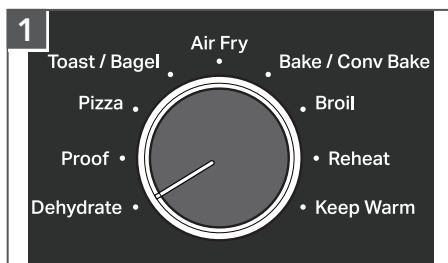 1
Air Fry
Toast / Bagel
Bake / Conv Bake
Pizza
Broil
Proof
Reheat
Dehydrate
Keep Warm